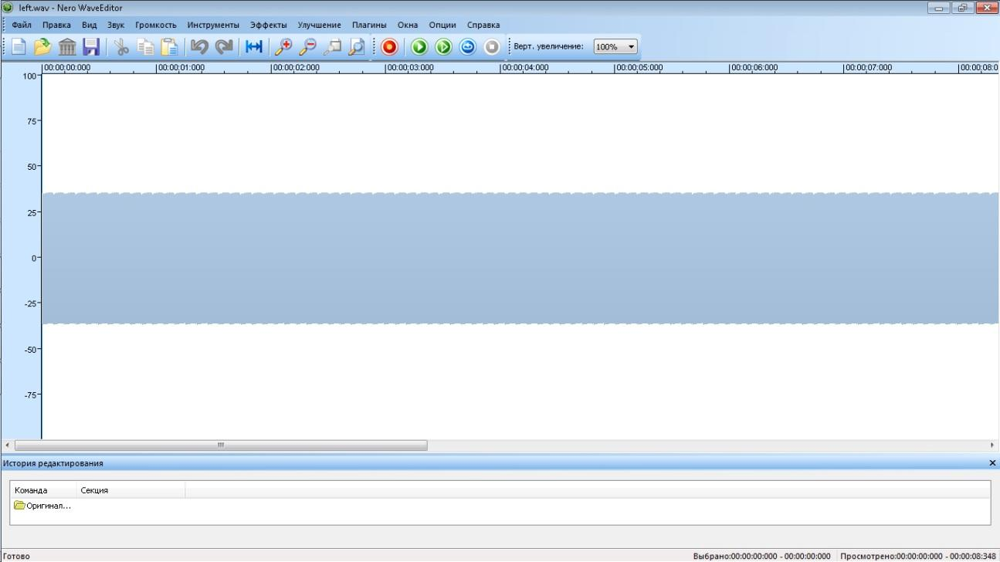 left.wav - Nero WaveEditor
Файл Правка Вид Звук Громкость Инструменты Эффекты Улучшение Плагины Окна Опции Справка
Верт. увеличение: 100%
00:00:00:000 00:00:01:000 00:00:02:000 00:00:03:000 00:00:04:000 00:00:05:000 00:00:06:000 00:00:07:000 00:00:08:0
100
75
50
25
0
-25
-50
-75
История редактирования
Команда Секция
Оригинал...
Готово Выбрано:00:00:00:000 - 00:00:00:000 Просмотрено:00:00:00:000 - 00:00:08:348